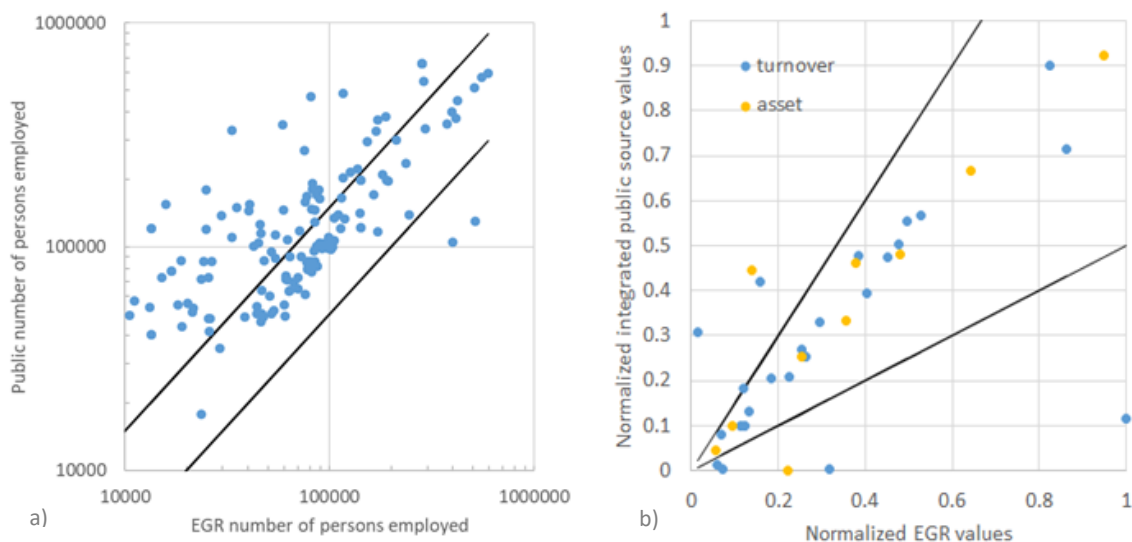 1000000
100000
10000
10000
100000
1000000
Public number of persons employed
EGR number of persons employed
a)
1
0.9
0.8
0.7
0.6
0.5
0.4
0.3
0.2
0.1
0
0
0.2
0.4
0.6
0.8
1
Normalized integrated public source values
Normalized EGR values
turnover
asset
b)